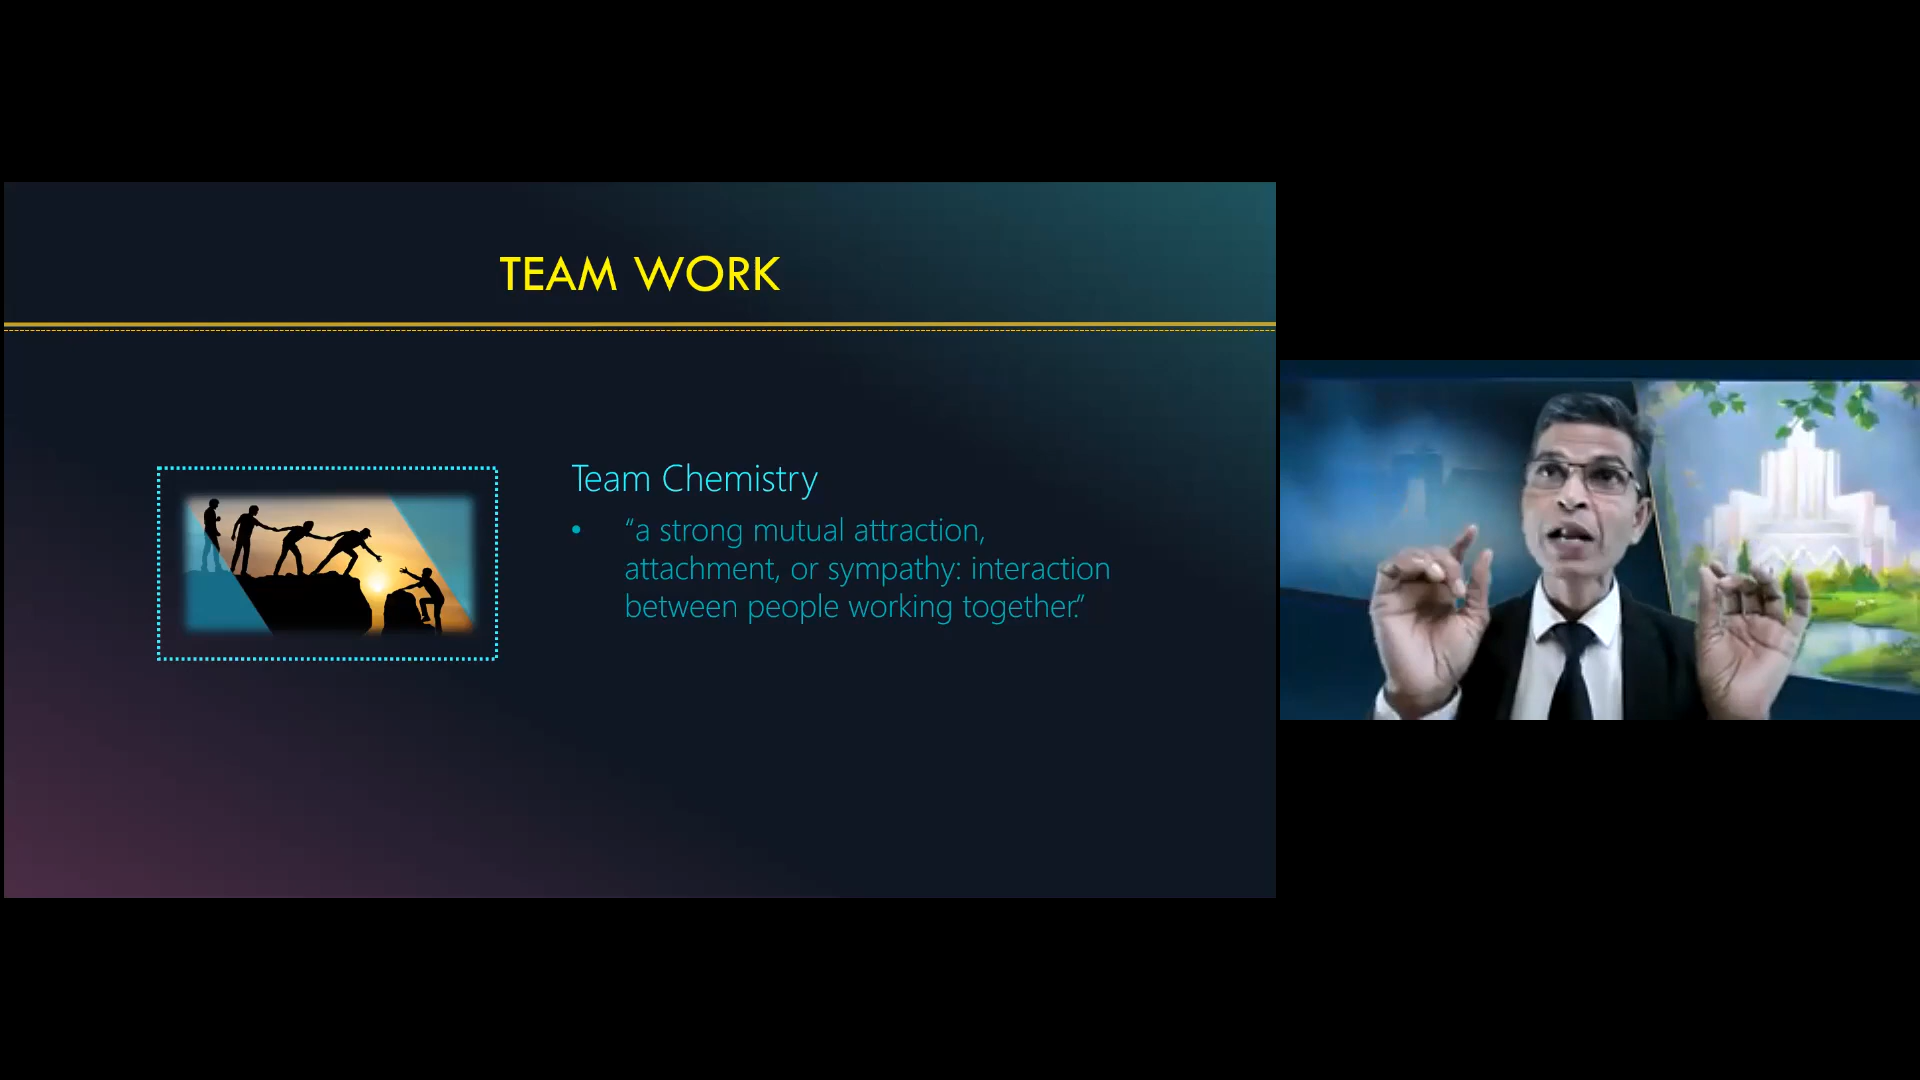 TEAM WORK
Team Chemistry
• “a strong mutual attraction,
attachment, or sympathy: interaction
between people working together.”